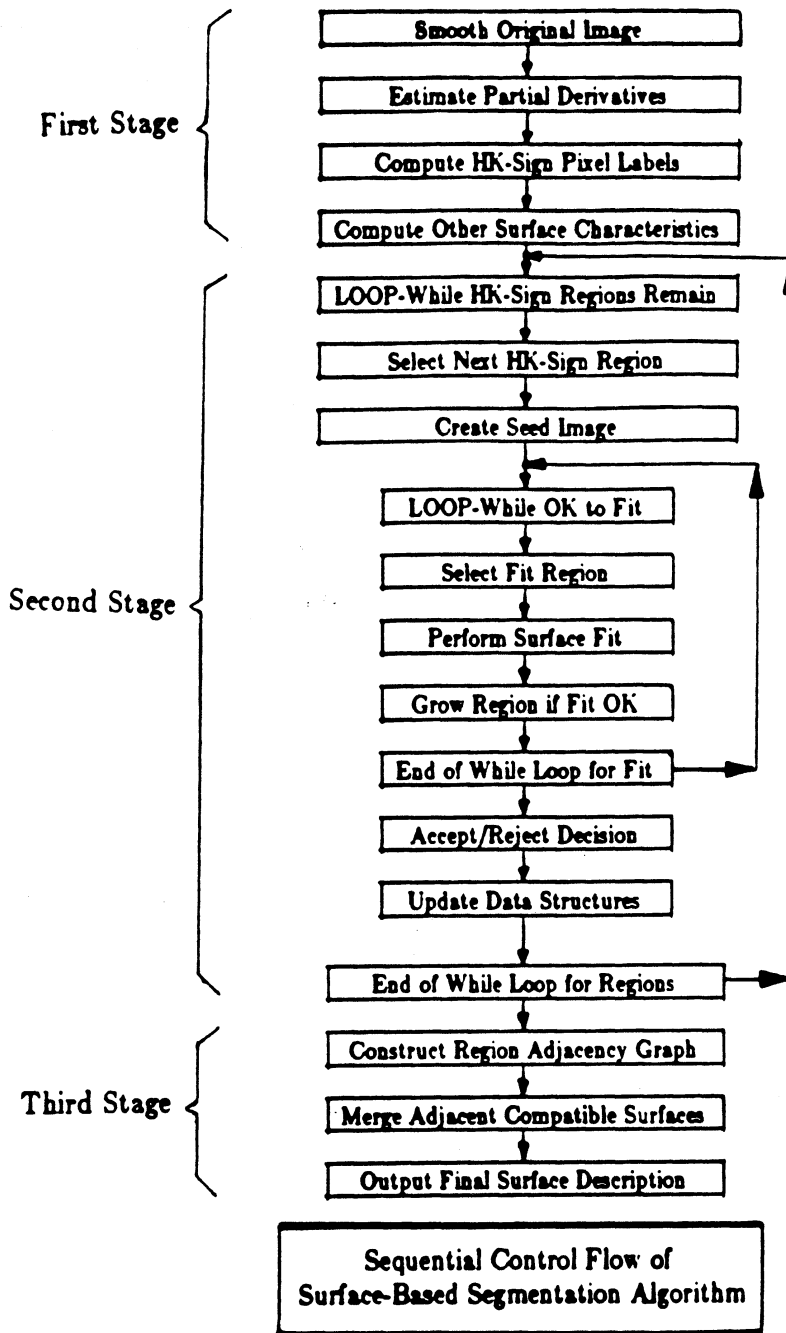 Smooth Original Image
Estimate Partial Derivatives
First Stage
Compute HK-Sign Pixel Labels
Compute Other Surface Characteristics
LOOP-While HK-Sign Regions Remain
Select Next HK-Sign Region
Create Seed Image
LOOP-While OK to Fit
Select Fit Region
Second Stage
Perform Surface Fit
Grow Region if Fit OK
End of While Loop for Fit
Accept/Reject Decision
Update Data Structures
End of While Loop for Regions
Construct Region Adjacency Graph
Third Stage
Merge Adjacent Compatible Surfaces
Output Final Surface Description
Sequential Control Flow of
Surface-Based Segmentation Algorithm